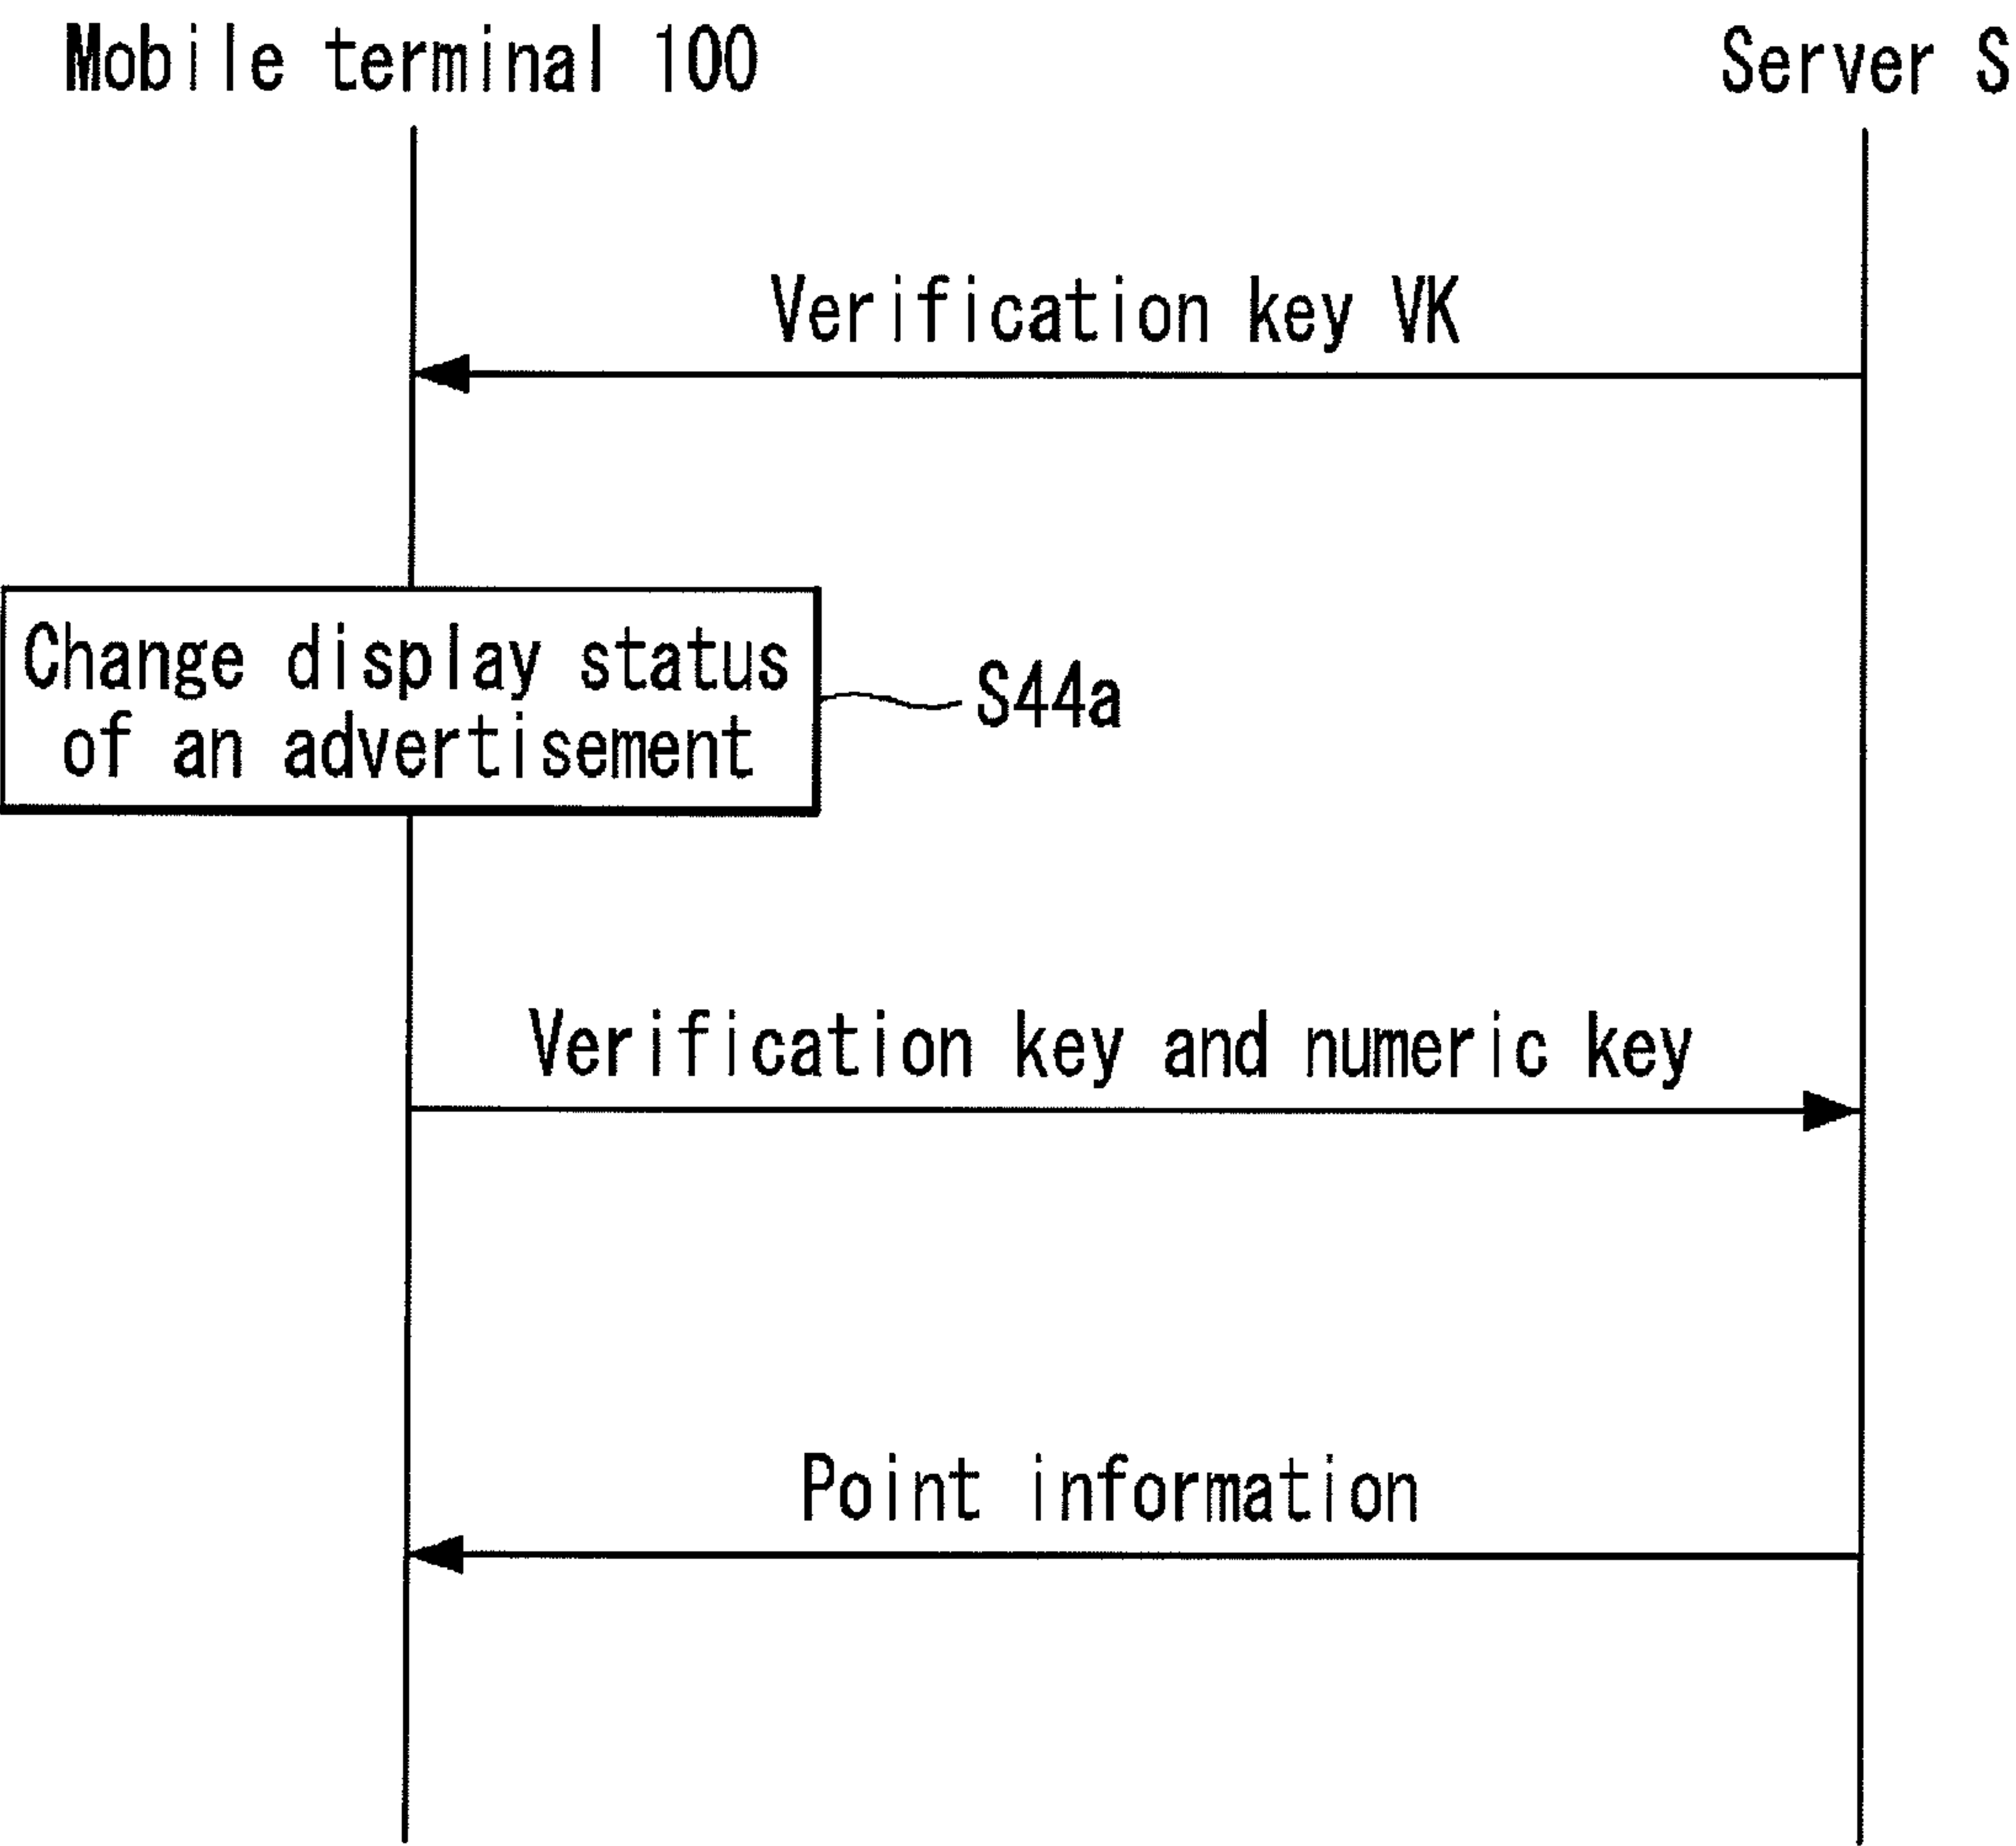 Mobile terminal 100
Server S
Verification key VK
Change display status
of an advertisement
S44a
Verification key and numeric key
Point information